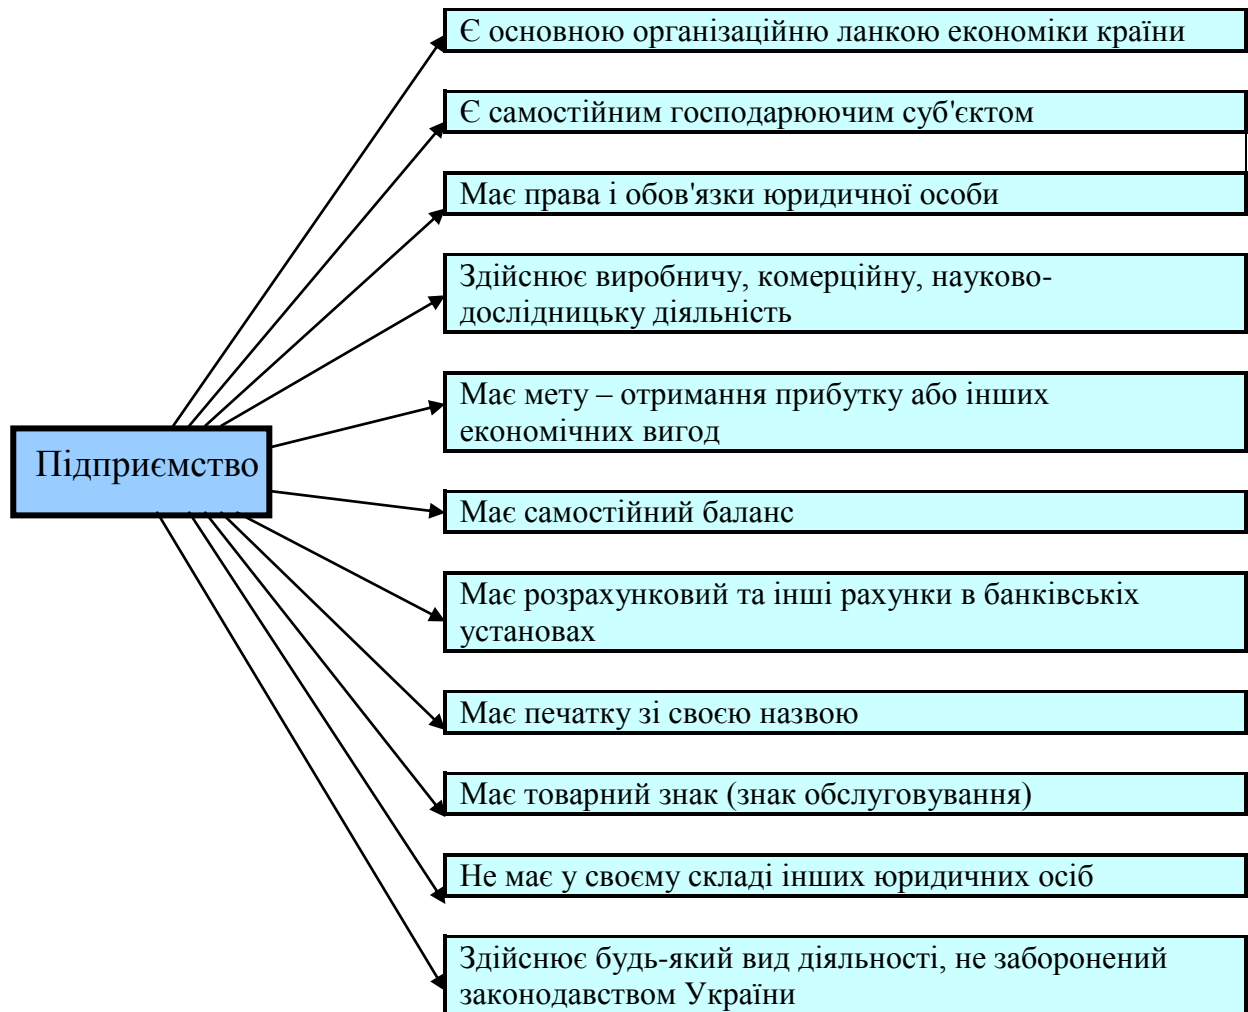 Є основною організаційню ланкою економіки країни
Є самостійним господарюючим суб'єктом
Має права і обов'язки юридичної особи
Здійснює виробничу, комерційну, науково-
дослідницьку діяльність
Має мету – отримання прибутку або інших
економічних вигод
Підприємство
Має самостійний баланс
Має розрахунковий та інші рахунки в банківськіх
установах
Має печатку зі своєю назвою
Має товарний знак (знак обслуговування)
Не має у своєму складі інших юридичних осіб
Здійснює будь-який вид діяльності, не заборонений
законодавством України